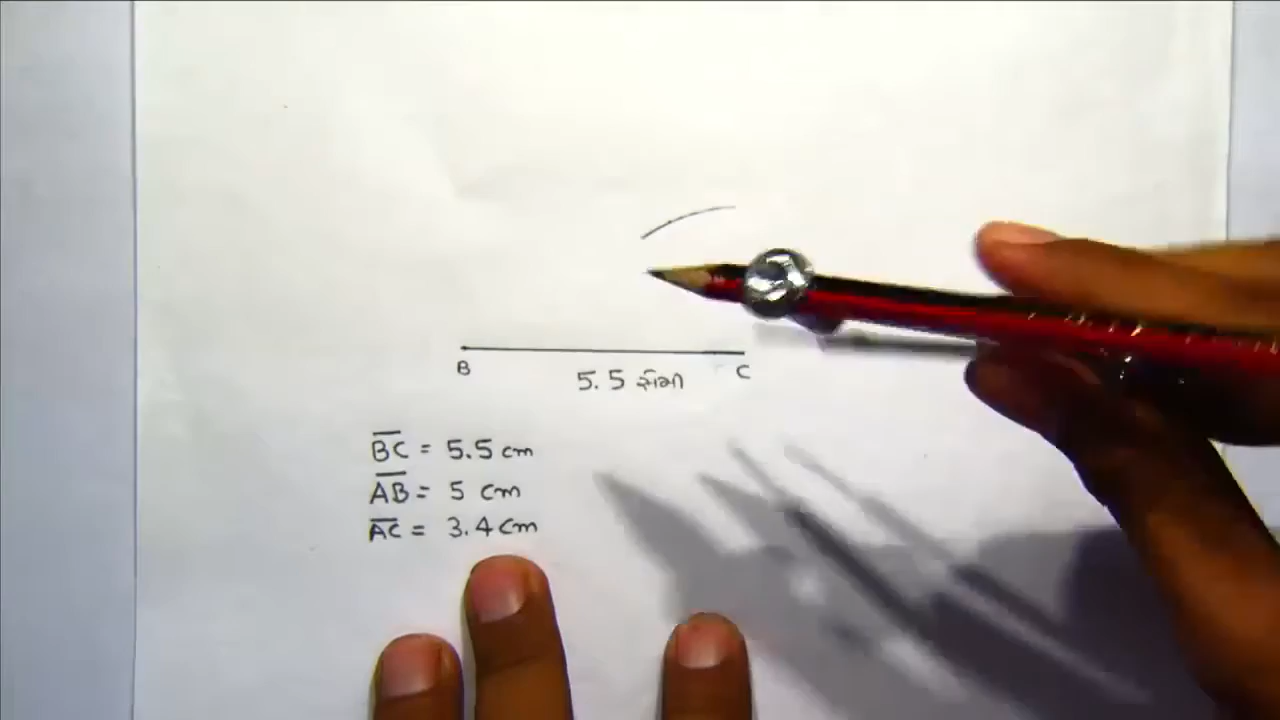 B
C
5.5 সেমি
BC = 5.5 cm
AB = 5 cm
AC = 3.4 cm